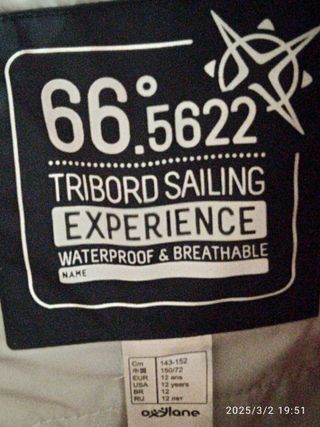 66.°5622
TRIBORD SAILING
EXPERIENCE
WATERPROOF & BREATHABLE
NAME
Cm 143-152
中国 150/72
EUR 12 ans
USA 12 years
BR 12
RU 12 лет
oxylane
2025/3/2 19:51